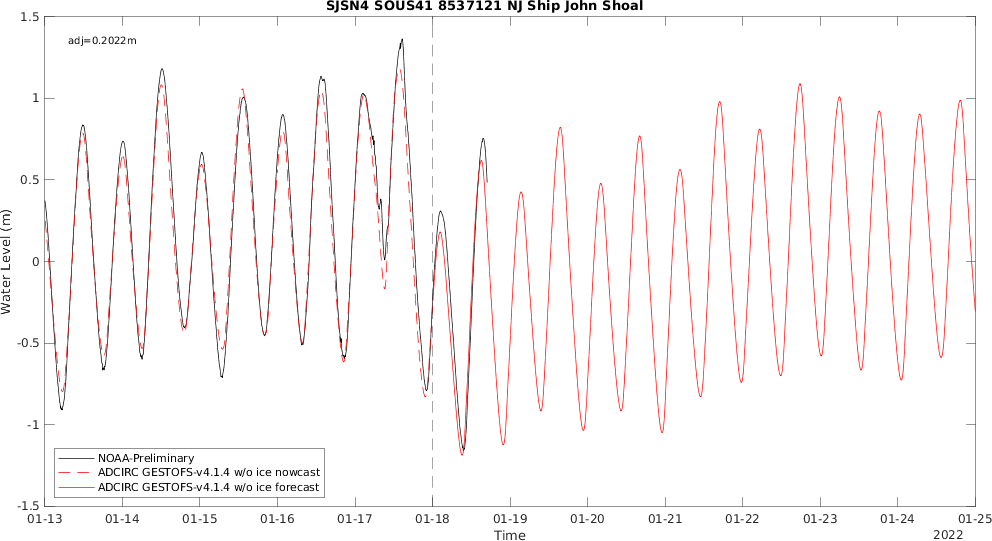 SJSN4 SOUS41 8537121 NJ Ship John Shoal
adj=0.2022m
1.5
1
0.5
0
-0.5
-1
-1.5
Water Level (m)
NOAA-Preliminary
ADCIRC GESTOFS-v4.1.4 w/o ice nowcast
ADCIRC GESTOFS-v4.1.4 w/o ice forecast
01-13 01-14 01-15 01-16 01-17 01-18 01-19 01-20 01-21 01-22 01-23 01-24 01-25
Time
2022